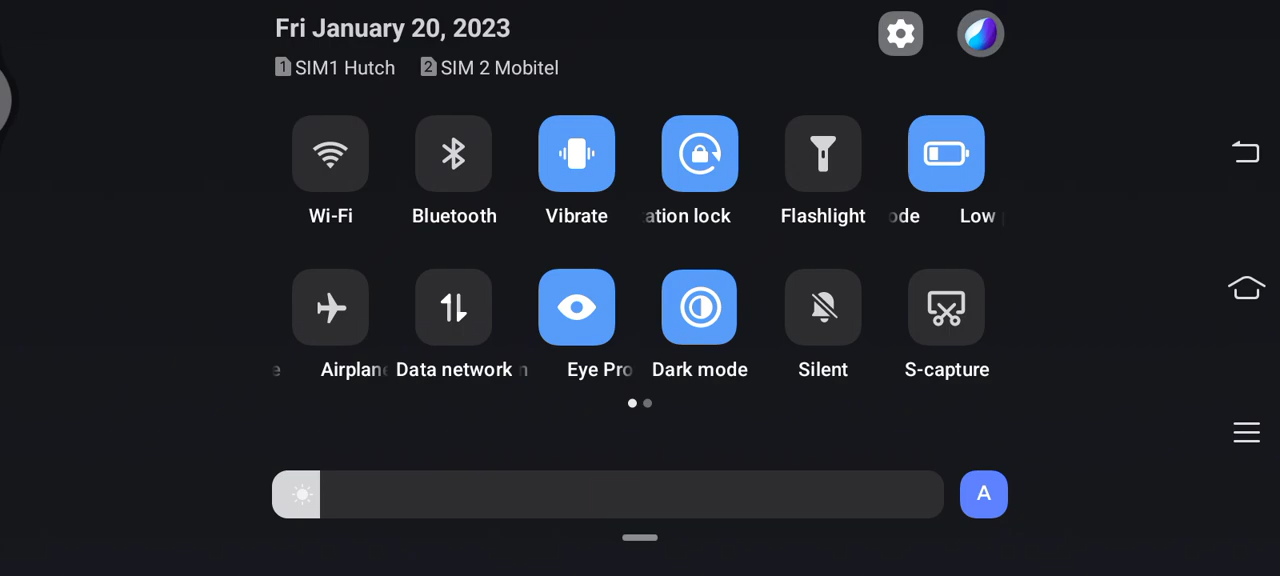 Fri January 20, 2023
1 SIM1 Hutch 2 SIM 2 Mobitel
Wi-Fi Bluetooth Vibrate ation lock Flashlight ode Low
Airplan Data network Eye Pro Dark mode Silent S-capture
A